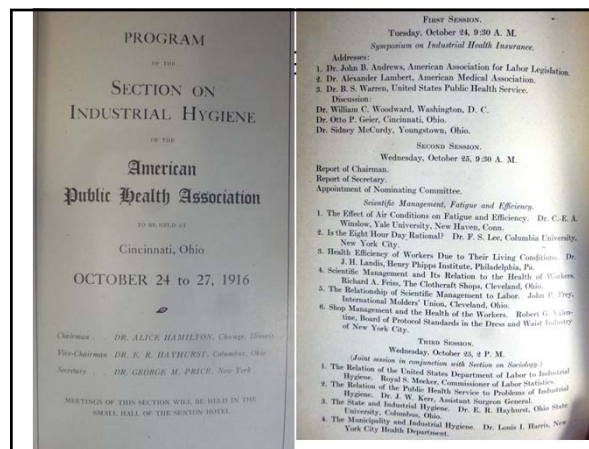 PROGRAM
OF THE
SECTION ON
INDUSTRIAL HYGIENE
OF THE
American
Public Health Association
TO BE HELD AT
Cincinnati, Ohio
OCTOBER 24 to 27, 1916
Chairman . . DR. ALICE HAMILTON, Chicago, Illinois
Vice-Chairman DR. E. R. HAYHURST, Columbus, Ohio
Secretary . . DR. GEORGE M. PRICE, New York
MEETINGS OF THIS SECTION WILL BE HELD IN THE
SMALL HALL OF THE SINTON HOTEL
FIRST SESSION.
Tuesday, October 24, 9:30 A. M.
Symposium on Industrial Health Insurance.
Addresses:
1. Dr. John B. Andrews, American Association for Labor Legislation.
2. Dr. Alexander Lambert, American Medical Association.
3. Dr. B. S. Warren, United States Public Health Service.
Discussion:
Dr. William C. Woodward, Washington, D. C.
Dr. Otto P. Geier, Cincinnati, Ohio.
Dr. Sidney McCurdy, Youngstown, Ohio.
SECOND SESSION.
Wednesday, October 25, 9:30 A. M.
Report of Chairman.
Report of Secretary.
Appointment of Nominating Committee.
Scientific Management, Fatigue and Efficiency.
1. The Effect of Air Conditions on Fatigue and Efficiency. Dr. C.-E. A.
Winslow, Yale University, New Haven, Conn.
2. Is the Eight Hour Day Rational? Dr. F. S. Lee, Columbia University,
New York City.
3. Health Efficiency of Workers Due to Their Living Conditions. Dr.
J. H. Landis, Henry Phipps Institute, Philadelphia, Pa.
4. Scientific Management and Its Relation to the Health of Workers.
Richard A. Feiss, The Clothcraft Shops, Cleveland, Ohio.
5. The Relationship of Scientific Management to Labor. John P. Frey,
International Molders' Union, Cleveland, Ohio.
6. Shop Management and the Health of the Workers. Robert G. Valen-
tine, Board of Protocol Standards in the Dress and Waist Industry
of New York City.
THIRD SESSION.
Wednesday, October 25, 2 P. M.
(Joint session in conjunction with Section on Sociology.)
1. The Relation of the United States Department of Labor to Industrial
Hygiene. Royal S. Meeker, Commissioner of Labor Statistics.
2. The Relation of the Public Health Service to Problems of Industrial
Hygiene. Dr. J. W. Kerr, Assistant Surgeon General.
3. The State and Industrial Hygiene. Dr. E. R. Hayhurst, Ohio State
University, Columbus, Ohio.
4. The Municipality and Industrial Hygiene. Dr. Louis I. Harris, New
York City Health Department.